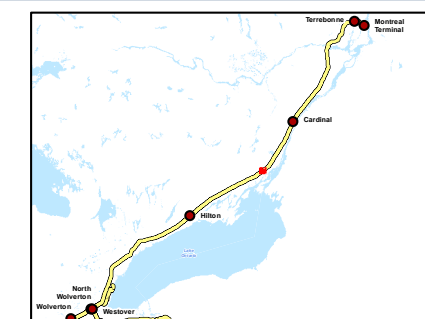 Terrebonne
Montreal
Terminal
Cardinal
Hilton
Lake
Ontario
North
Wolverton
Wolverton
Westover